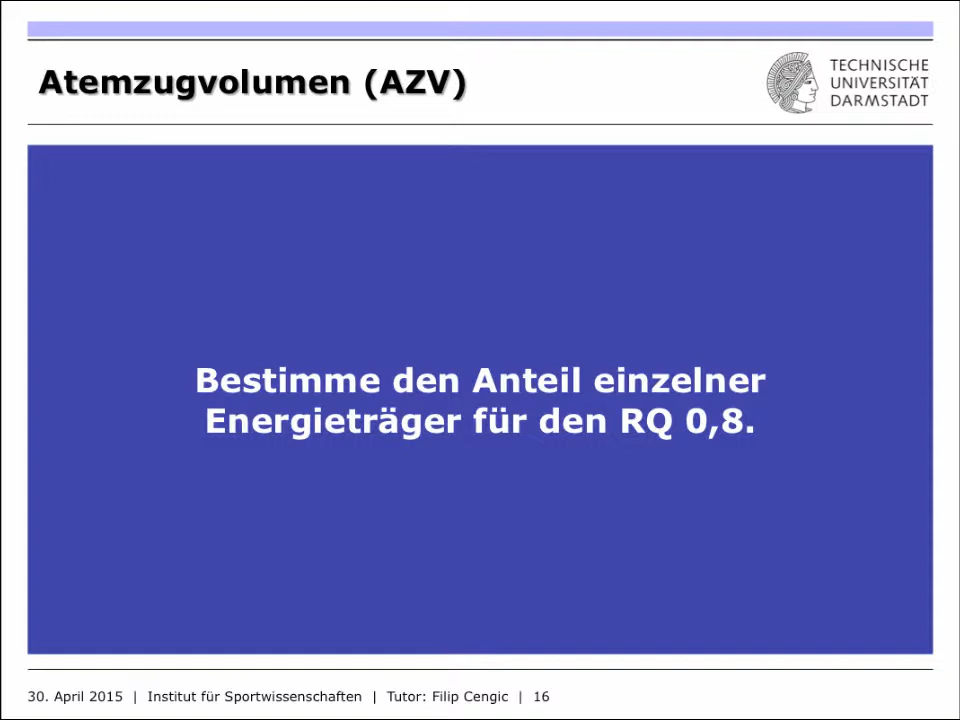 Atemzugvolumen (AZV)
TECHNISCHE
UNIVERSITÄT
DARMSTADT
Bestimme den Anteil einzelner
Energieträger für den RQ 0,8.
30. April 2015 | Institut für Sportwissenschaften | Tutor: Filip Cengic | 16